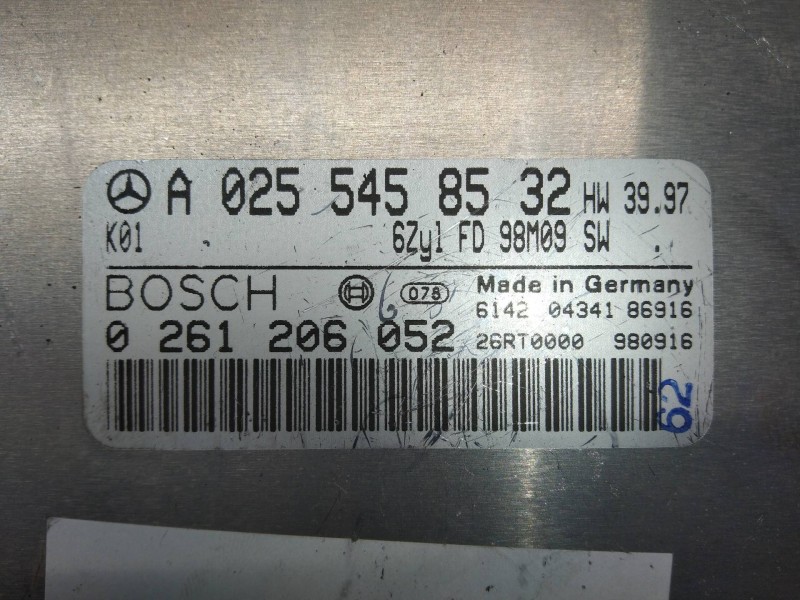 A 025 545 85 32 HW 39.97
K01 . 6Zyl FD 98M09 SW .
BOSCH 078 Made in Germany
6142 04341 86916
0 261 206 052 26RT0000 980916
62